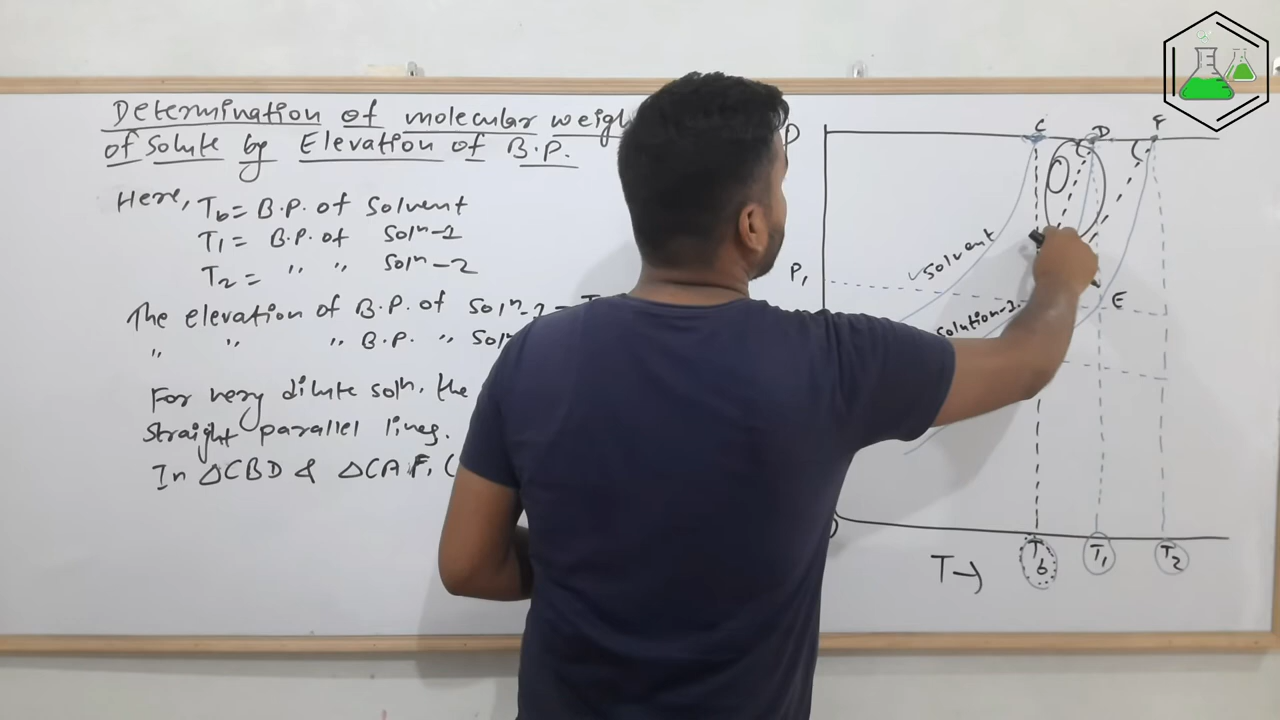 Determination of molecular weigh
of Solute by Elevation of B.P.
Here, Tb = B.P. of Solvent
T1 = B.P. of Solⁿ-1
T2 = " " Solⁿ-2
The elevation of B.P. of Solⁿ-1 = T
" " " B.P. " Solⁿ
For very dilute solⁿ. the
straight parallel lines.
In △CBD & △CAF, (
P
C D F
P1
Solvent
Solution-1.
E
T→
Tb T1 T2